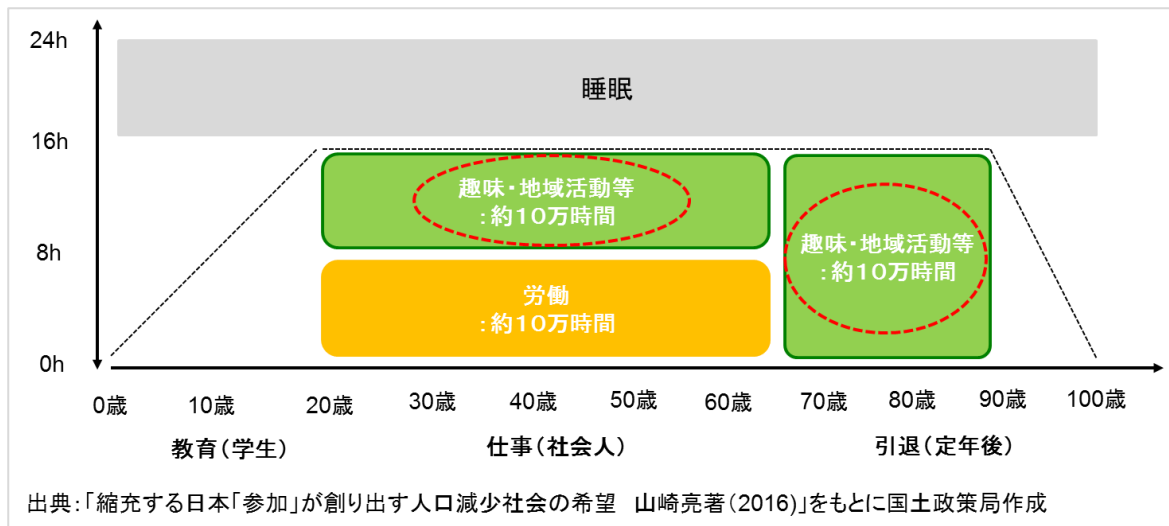 24h
睡眠
16h
趣味・地域活動等
：約１０万時間
趣味・地域活動等
：約１０万時間
8h
労働
：約１０万時間
0h
0歳 10歳 20歳 30歳 40歳 50歳 60歳 70歳 80歳 90歳 100歳
教育（学生） 仕事（社会人） 引退（定年後）
出典：「縮充する日本「参加」が創り出す人口減少社会の希望　山崎亮著（2016）」をもとに国土政策局作成